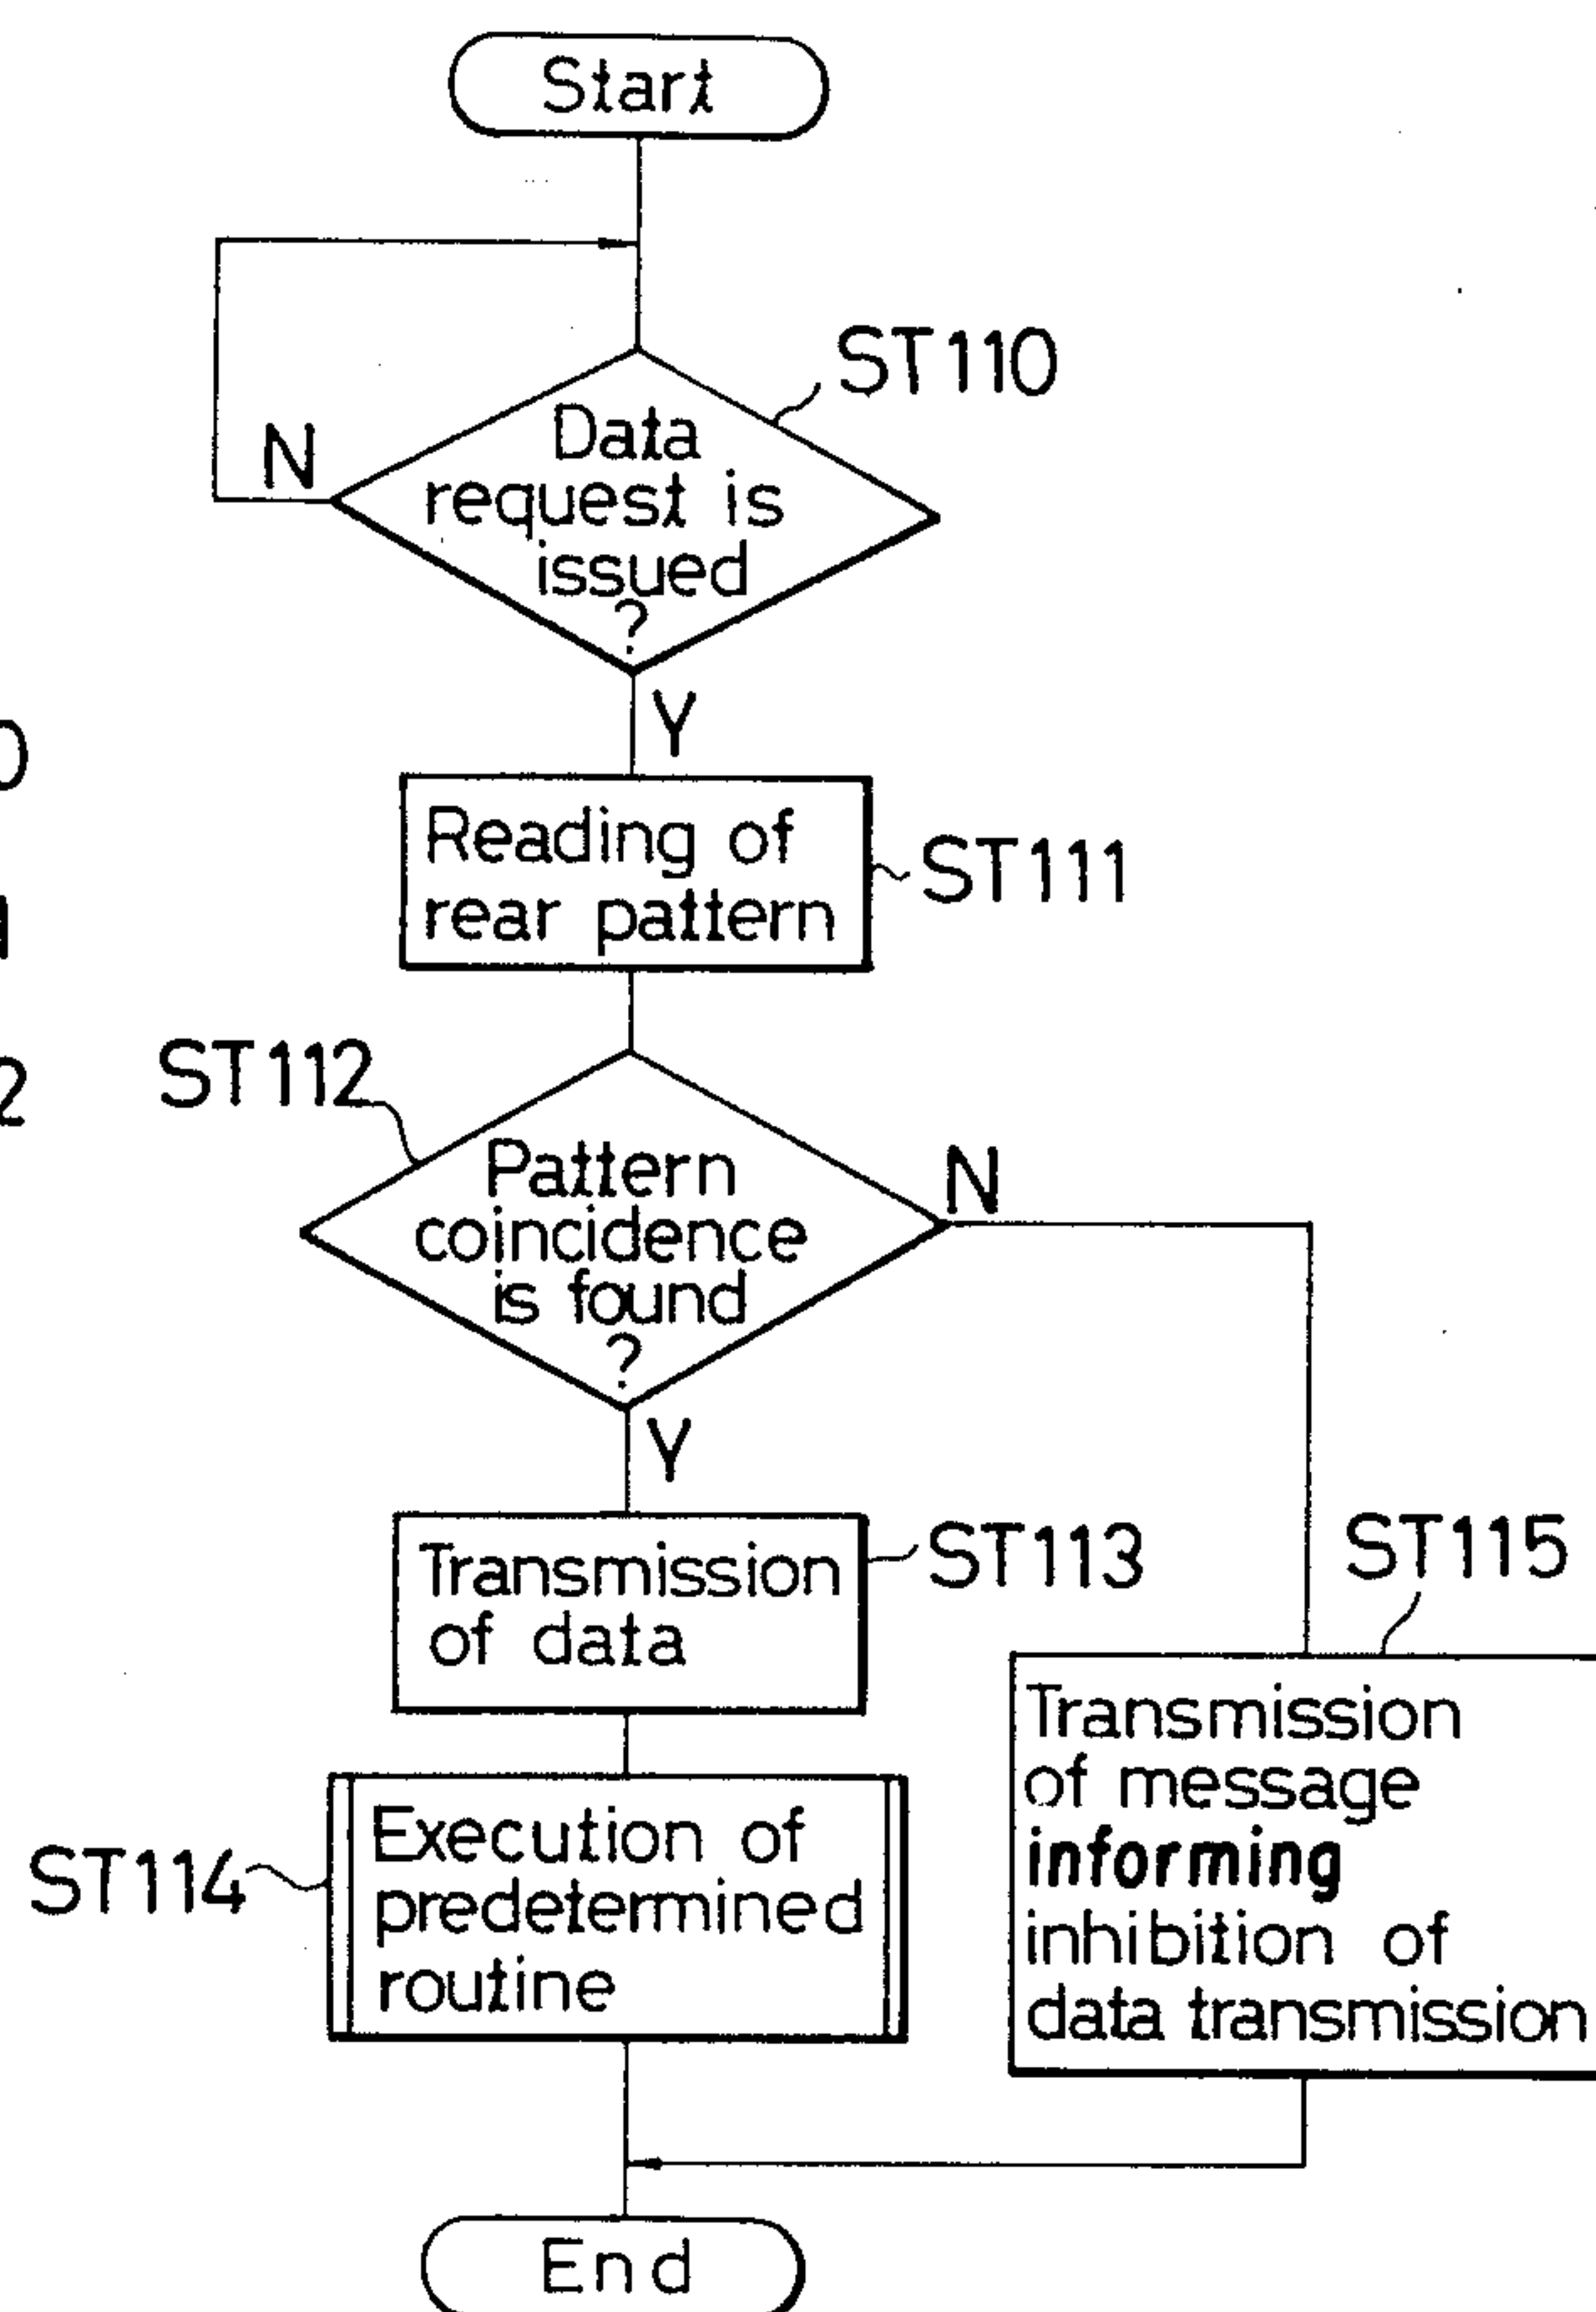 Start
ST110
N
Data
request is
issued
?
Y
Reading of
rear pattern
ST111
ST112
Pattern
coincidence
is found
?
N
Y
Transmission
of data
ST113
ST115
Transmission
of message
informing
inhibition of
data transmission
ST114
Execution of
predetermined
routine
End